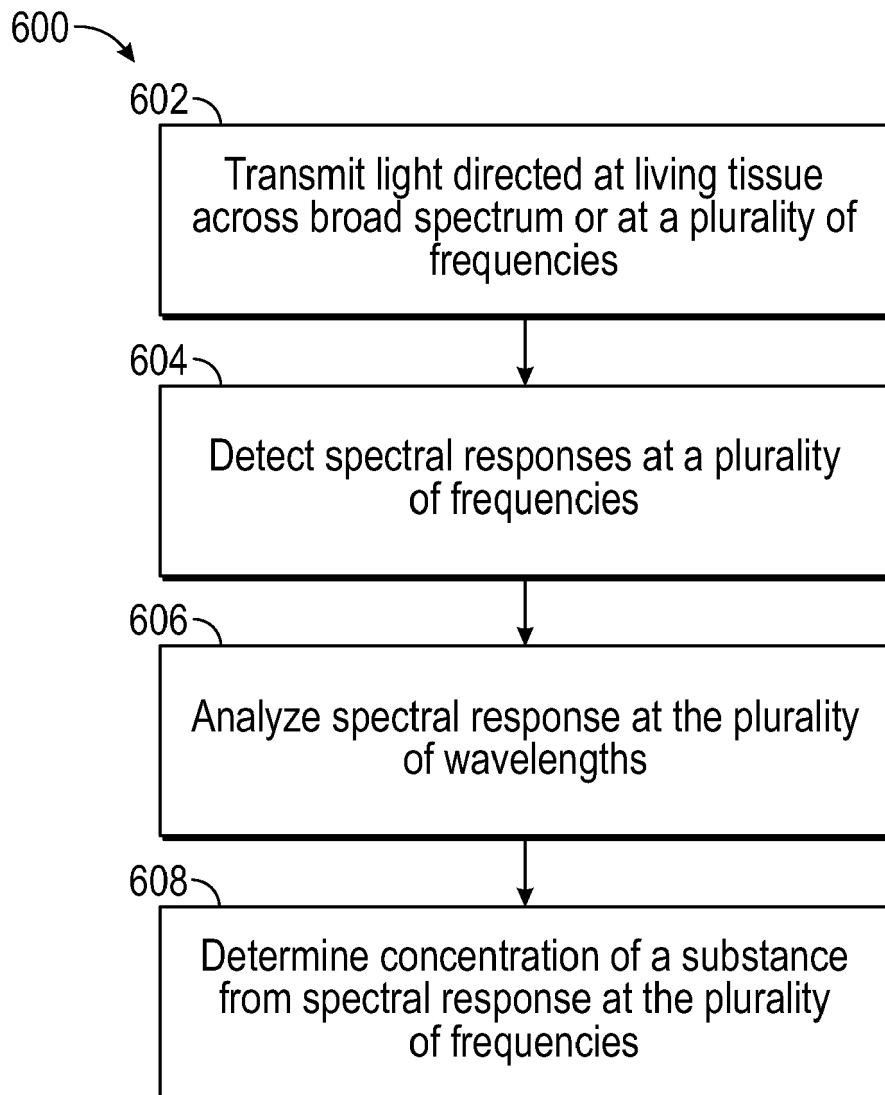 600
602
Transmit light directed at living tissue
across broad spectrum or at a plurality of
frequencies
604
Detect spectral responses at a plurality
of frequencies
606
Analyze spectral response at the plurality
of wavelengths
608
Determine concentration of a substance
from spectral response at the plurality
of frequencies